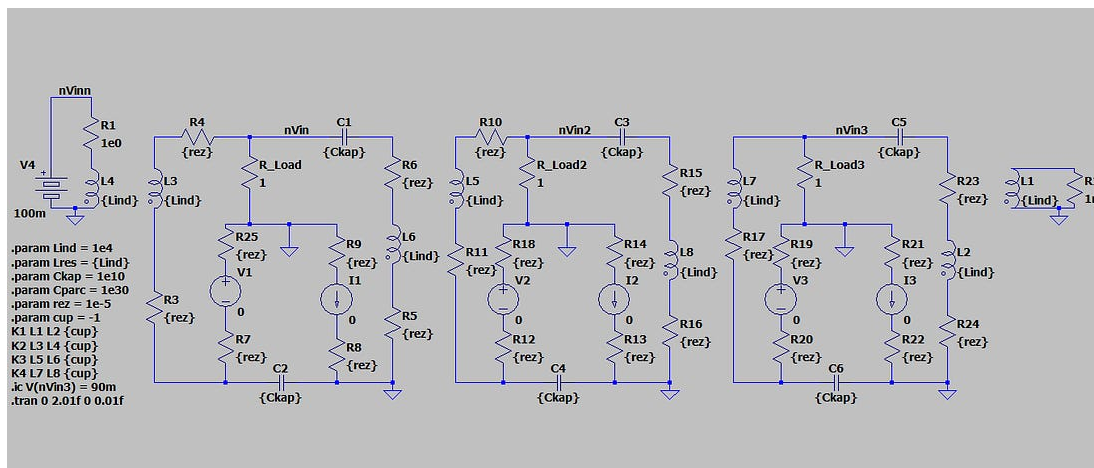 nVinn
R1
1e0
V4
+
100m
L4
{Lind}
.param Lind = 1e4
.param Lres = {Lind}
.param Ckap = 1e10
.param Cparc = 1e30
.param rez = 1e-5
.param cup = -1
K1 L1 L2 {cup}
K2 L3 L4 {cup}
K3 L5 L6 {cup}
K4 L7 L8 {cup}
.ic V(nVin3) = 90m
.tran 0 2.01f 0 0.01f
R4
{rez}
nVin
C1
{Ckap}
L3
{Lind}
R_Load
1
R6
{rez}
R25
{rez}
R9
{rez}
L6
{Lind}
V1
0
I1
0
R3
{rez}
R7
{rez}
R8
{rez}
R5
{rez}
C2
{Ckap}
R10
{rez}
nVin2
C3
{Ckap}
L5
{Lind}
R_Load2
1
R15
{rez}
R11
{rez}
R18
{rez}
R14
{rez}
L8
{Lind}
V2
0
I2
0
R12
{rez}
R13
{rez}
R16
{rez}
C4
{Ckap}
nVin3
C5
{Ckap}
L7
{Lind}
R_Load3
1
R23
{rez}
R17
{rez}
R19
{rez}
R21
{rez}
L2
{Lind}
V3
0
I3
0
R20
{rez}
R22
{rez}
R24
{rez}
C6
{Ckap}
L1
{Lind}